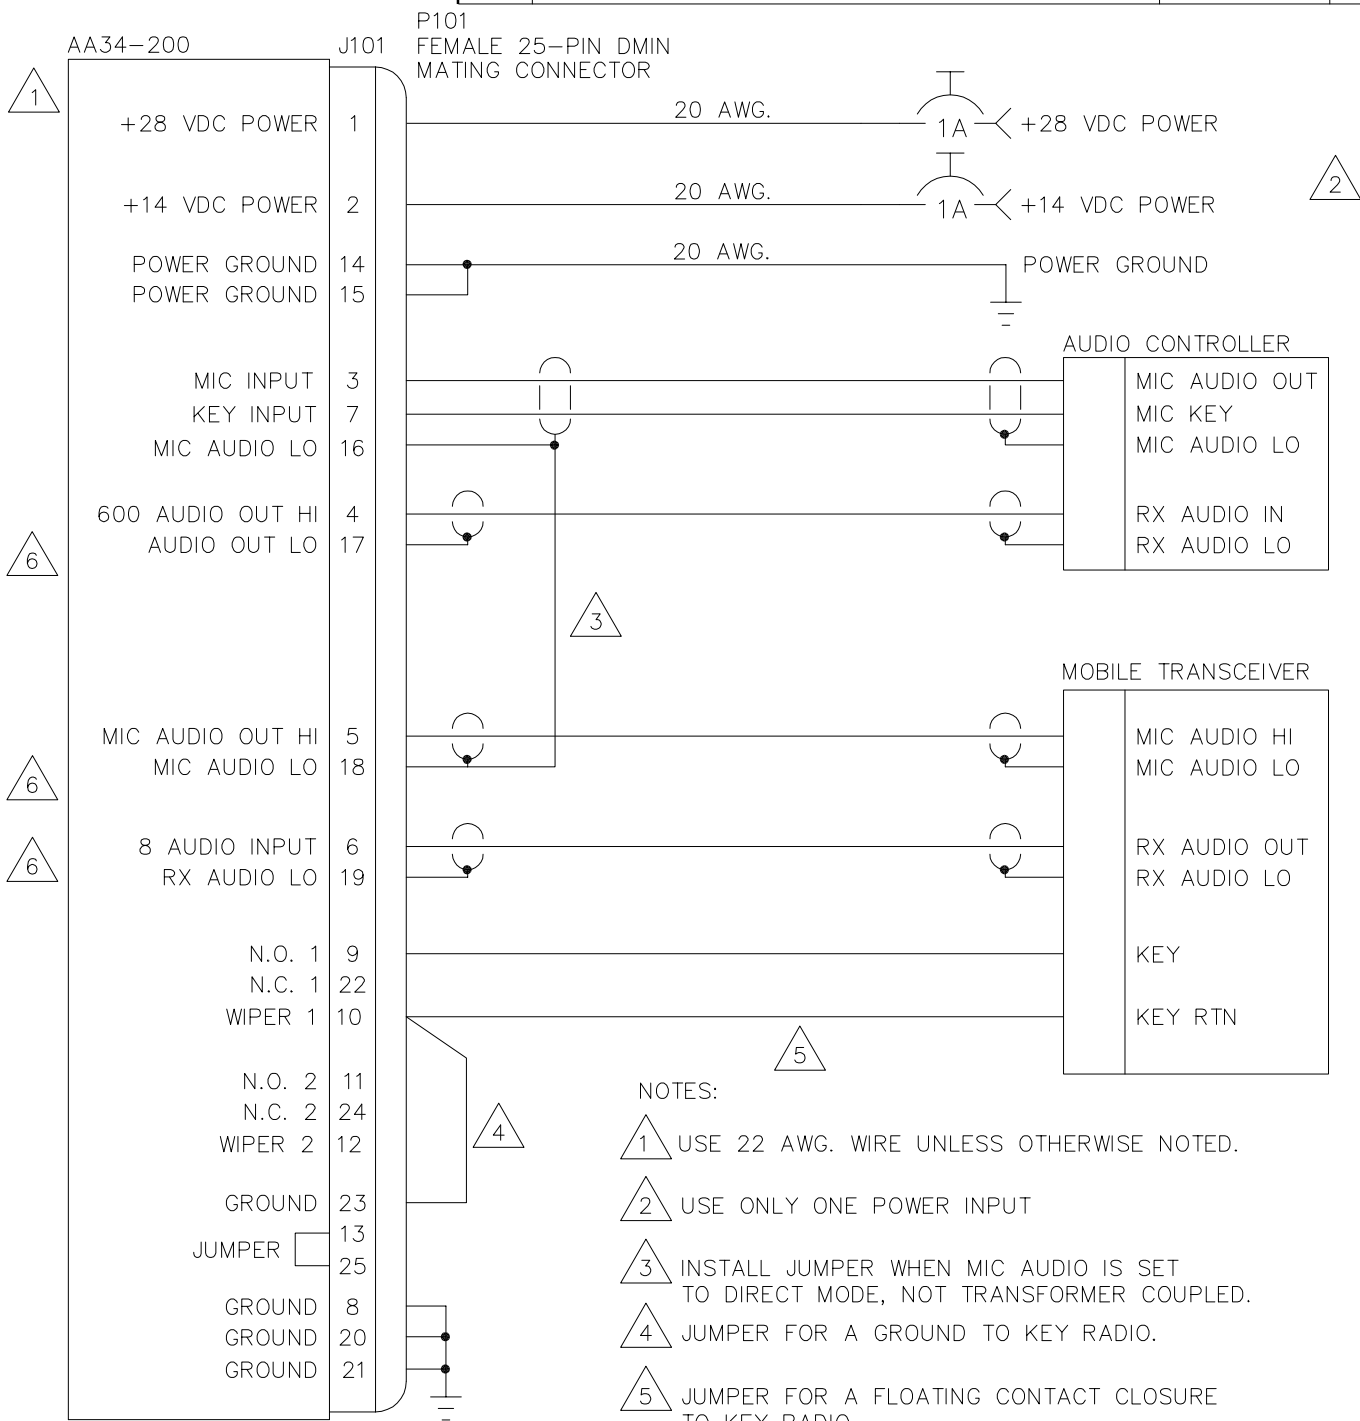 P101
AA34-200 J101 FEMALE 25-PIN DMIN
MATING CONNECTOR
1
20 AWG.
+28 VDC POWER 1 1A +28 VDC POWER
2
20 AWG.
+14 VDC POWER 2 1A +14 VDC POWER
20 AWG.
POWER GROUND 14 POWER GROUND
POWER GROUND 15
AUDIO CONTROLLER
MIC INPUT 3 MIC AUDIO OUT
KEY INPUT 7 MIC KEY
MIC AUDIO LO 16 MIC AUDIO LO
600 AUDIO OUT HI 4 RX AUDIO IN
AUDIO OUT LO 17 RX AUDIO LO
6
3
MOBILE TRANSCEIVER
MIC AUDIO OUT HI 5 MIC AUDIO HI
MIC AUDIO LO 18 MIC AUDIO LO
6
8 AUDIO INPUT 6 RX AUDIO OUT
6
RX AUDIO LO 19 RX AUDIO LO
N.O. 1 9 KEY
N.C. 1 22
WIPER 1 10 KEY RTN
5
N.O. 2 11
N.C. 2 24
WIPER 2 12
4
GROUND 23
JUMPER 13
25
GROUND 8
GROUND 20
GROUND 21
NOTES:
1 USE 22 AWG. WIRE UNLESS OTHERWISE NOTED.
2 USE ONLY ONE POWER INPUT
3 INSTALL JUMPER WHEN MIC AUDIO IS SET
TO DIRECT MODE, NOT TRANSFORMER COUPLED.
4 JUMPER FOR A GROUND TO KEY RADIO.
5 JUMPER FOR A FLOATING CONTACT CLOSURE
TO KEY RADIO